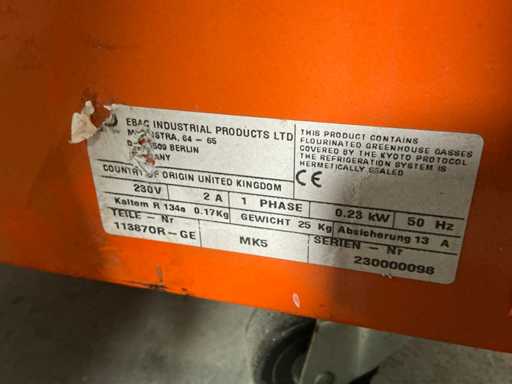 EBAC INDUSTRIAL PRODUCTS LTD
STRA. 64 - 65
BERLIN
COUNTRY OF ORIGIN UNITED KINGDOM
THIS PRODUCT CONTAINS
FLOURINATED GREENHOUSE GASSES
COVERED BY THE KYOTO PROTOCOL
THE REFRIGERATION SYSTEM IS
HERMETICALLY SEALED
CE
230V 2 A 1 PHASE 0.23 kW 50 Hz
Kaltem R 134a 0.17Kg GEWICHT 25 Kg Absicherung 13 A
TEILE - Nr MK5 SERIEN - Nr
11387OR-GE 230000098